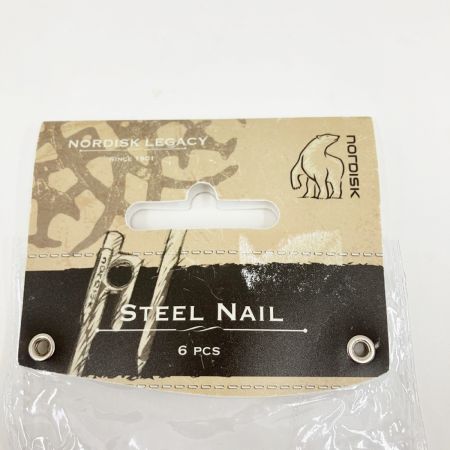 NORDISK LEGACY
SINCE 1901
NORDISK
STEEL NAIL
6 PCS